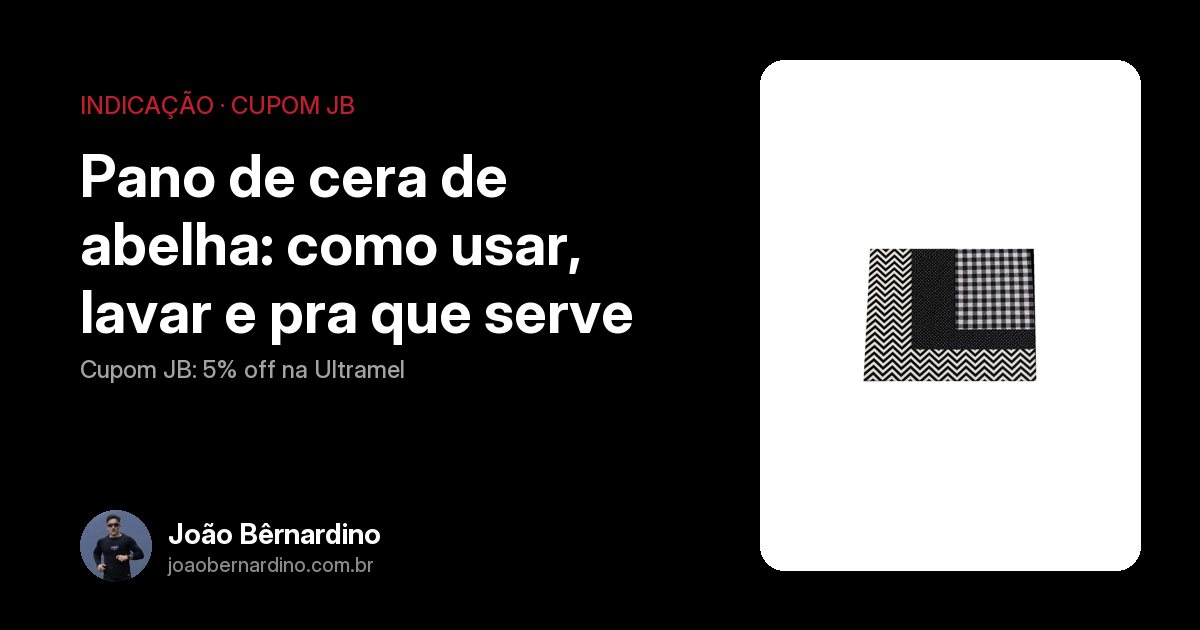 INDICAÇÃO · CUPOM JB
Pano de cera de
abelha: como usar,
lavar e pra que serve
Cupom JB: 5% off na Ultramel
João Bêrnardino
joaobernardino.com.br